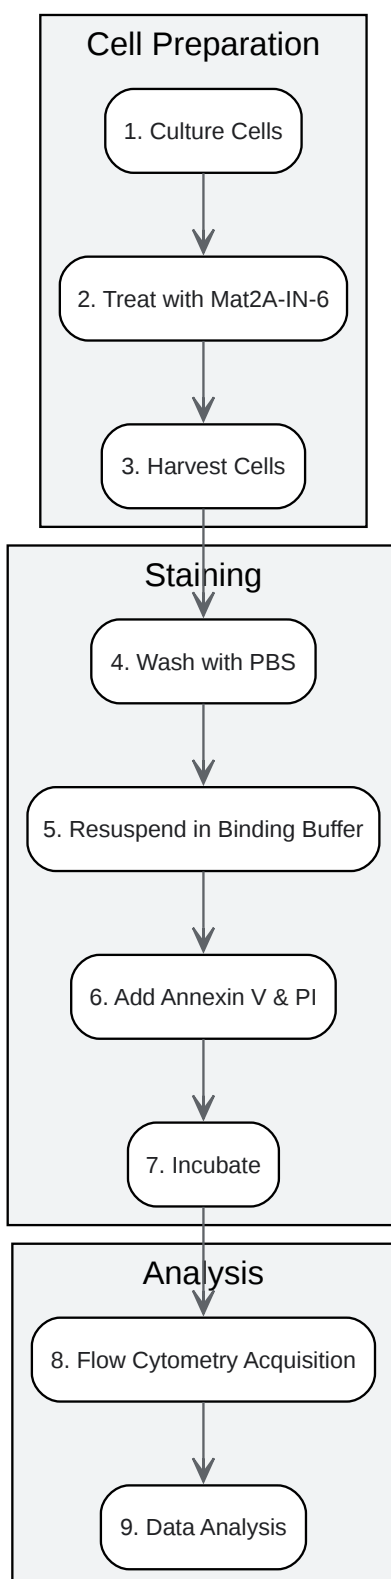 Cell Preparation
1. Culture Cells
2. Treat with Mat2A-IN-6
3. Harvest Cells
Staining
4. Wash with PBS
5. Resuspend in Binding Buffer
6. Add Annexin V & PI
7. Incubate
Analysis
8. Flow Cytometry Acquisition
9. Data Analysis